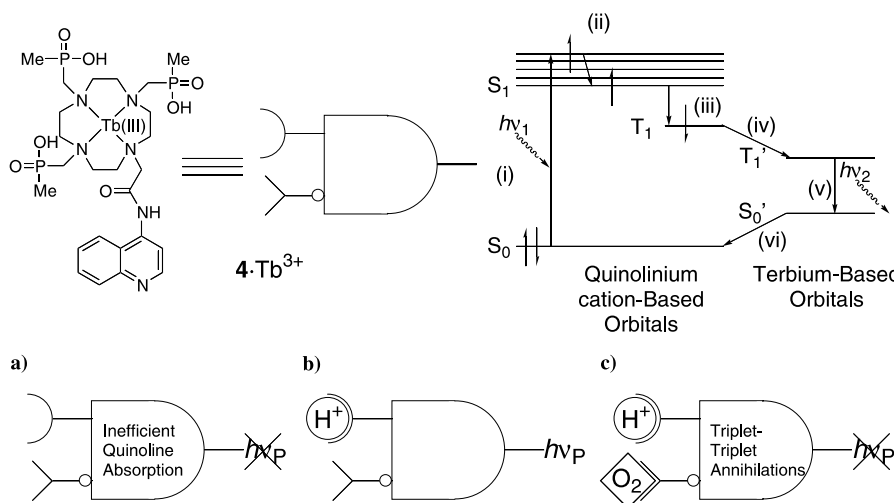 Me
O
P
OH
Me
O
P
OH
N
N
Tb(III)
N
N
OH
O
P
Me
O
NH
N
4·Tb³⁺
(ii)
S₁
hν₁
(i)
T₁
(iii)
(iv)
T₁'
hν₂
(v)
S₀'
(vi)
S₀
Quinolinium
cation-Based
Orbitals
Terbium-Based
Orbitals
a)
Inefficient
Quinoline
Absorption
hνP
b)
H⁺
hνP
c)
H⁺
O₂
Triplet-
Triplet
Annihilations
hνP